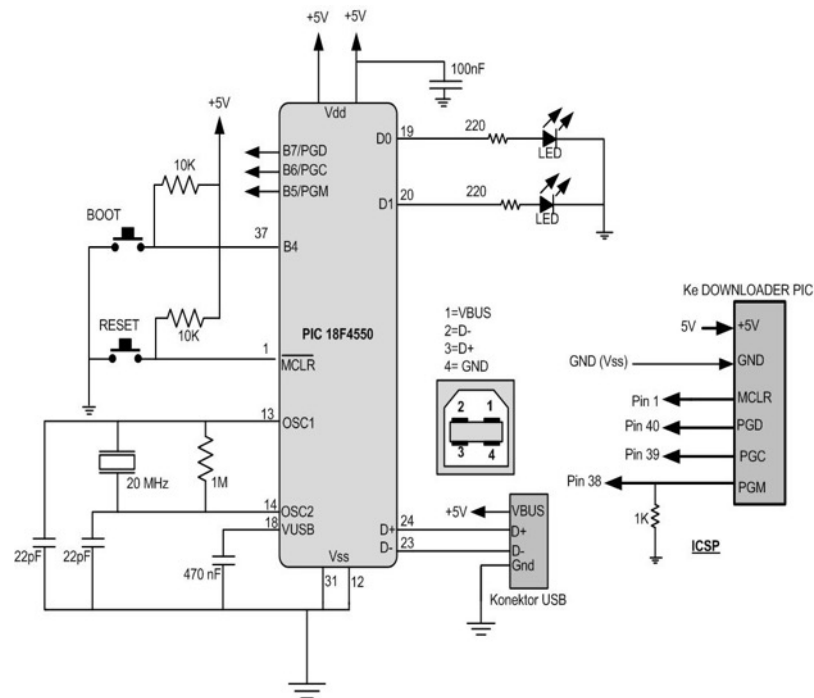 +5V
+5V
100nF
+5V
Vdd
D0
19
220
LED
B7/PGD
B6/PGC
B5/PGM
10K
D1
20
220
LED
BOOT
37
B4
Ke DOWNLOADER PIC
1=VBUS
2=D-
3=D+
4= GND
5V
+5V
RESET
10K
PIC 18F4550
GND (Vss)
GND
1
MCLR
Pin 1
MCLR
2
1
3
4
Pin 40
PGD
13
OSC1
Pin 39
PGC
20 MHz
1M
Pin 38
PGM
14
OSC2
18
VUSB
+5V
VBUS
1K
ICSP
D+
24
D+
D-
23
D-
Gnd
22pF
22pF
470 nF
Vss
31
12
Konektor USB